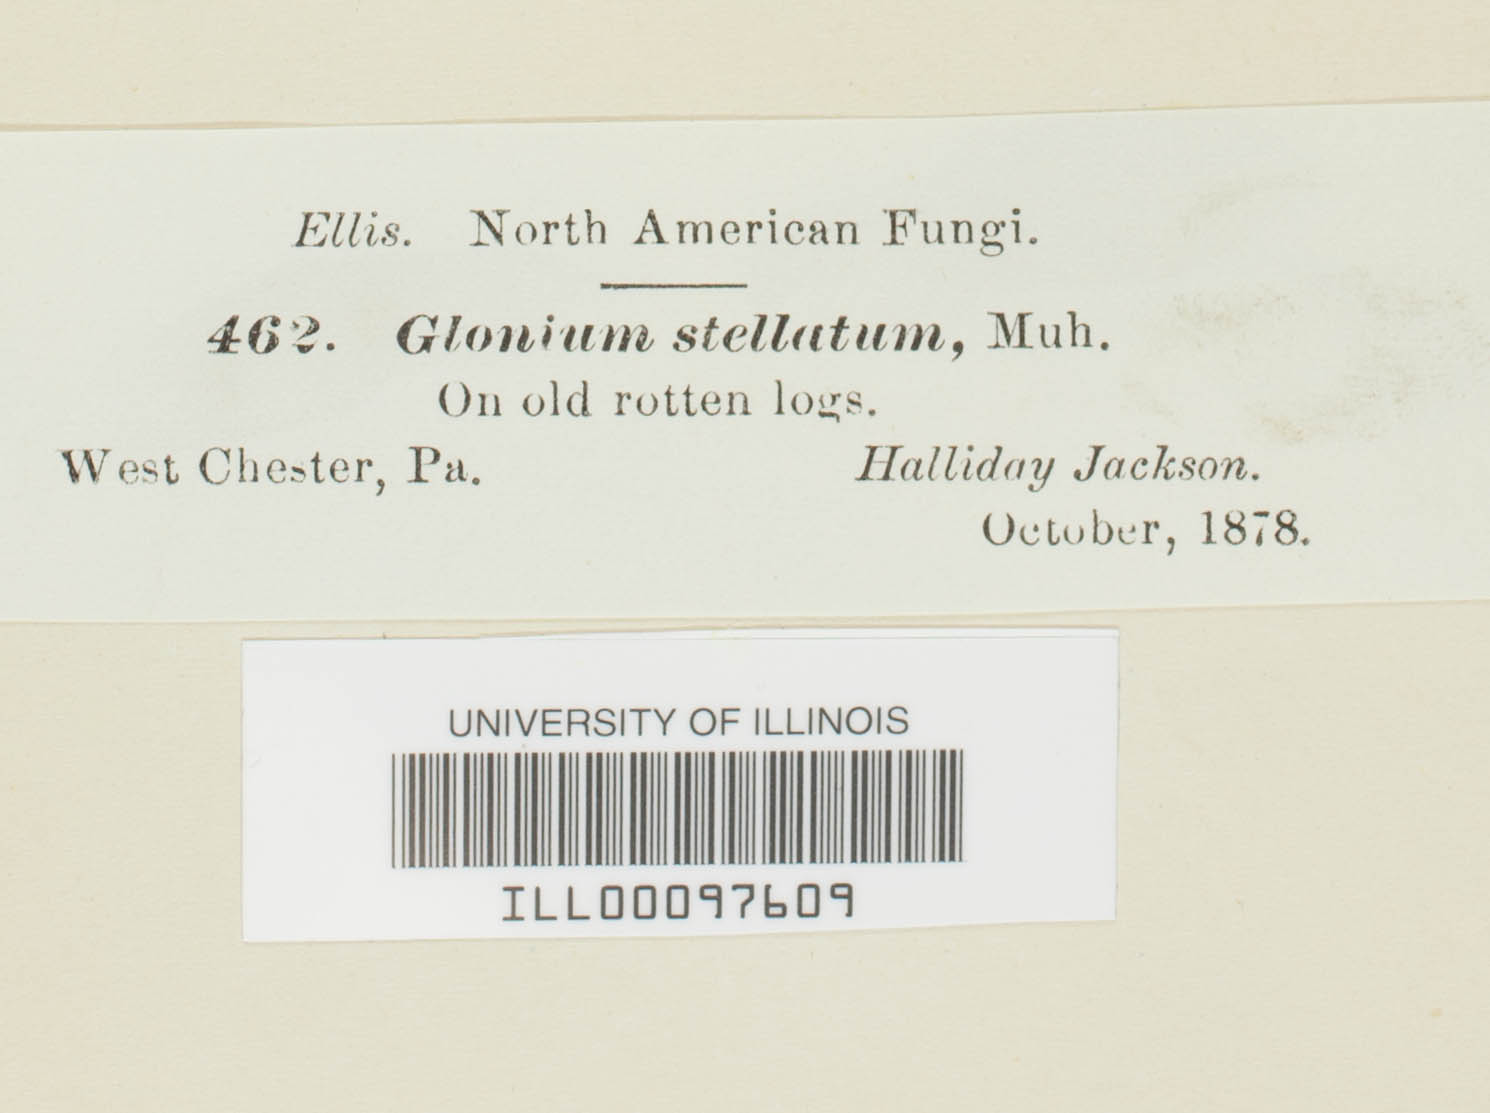 Ellis. North American Fungi.
462. Glonium stellatum, Muh.
On old rotten logs.
West Chester, Pa. Halliday Jackson.
October, 1878.
UNIVERSITY OF ILLINOIS
ILL00097609